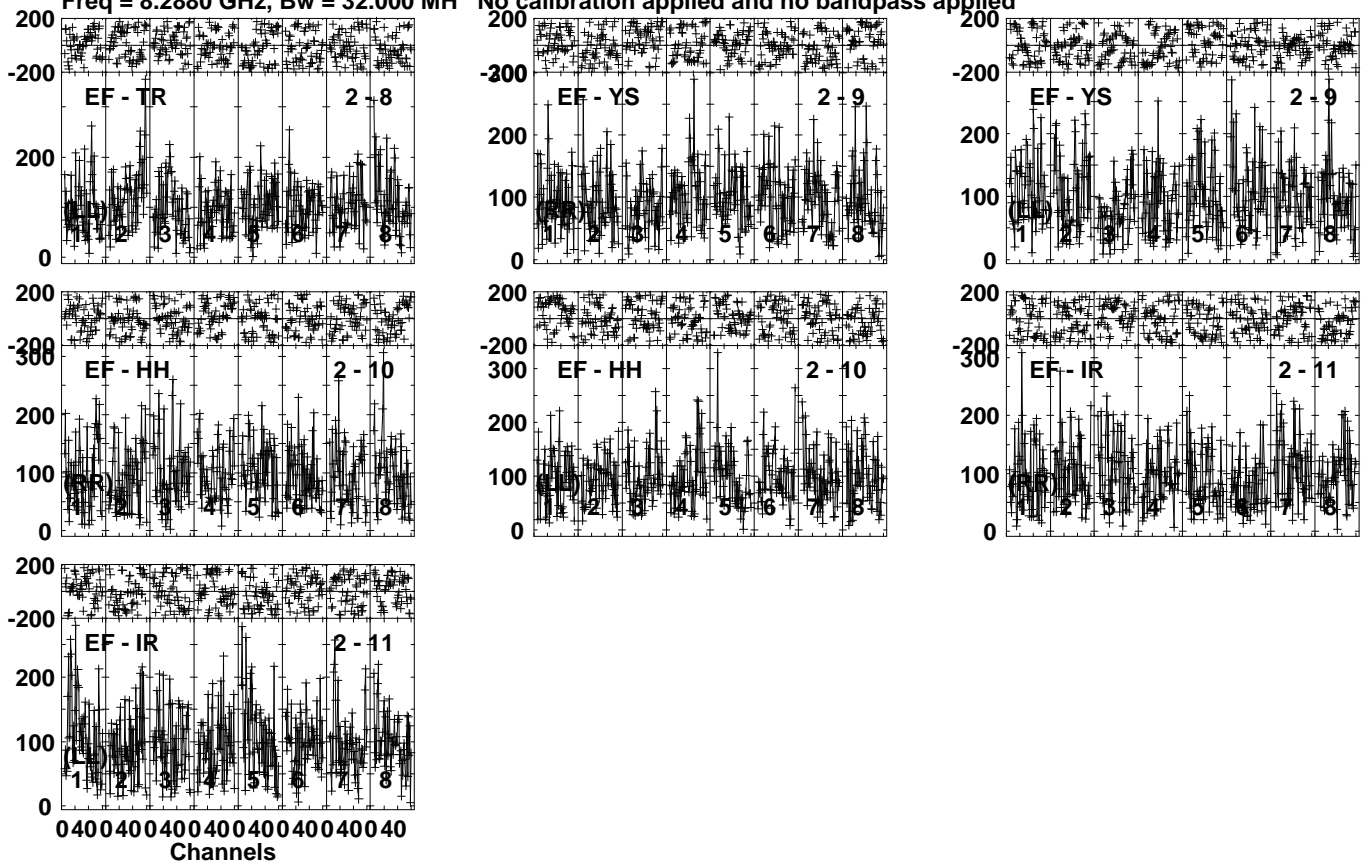 Freq = 8.2880 GHz, Bw = 32.000 MH No calibration applied and no bandpass applied
200
-200
EF - TR 2 - 8
200
(LL)
1 2 3 4 5 6 7 8
0
200
-200
300
EF - YS 2 - 9
200
100
(RR)
1 2 3 4 5 6 7 8
0
200
-200
EF - YS 2 - 9
200
100
(LL)
1 2 3 4 5 6 7 8
0
200
-200
300
EF - HH 2 - 10
200
100
(RR)
1 2 3 4 5 6 7 8
0
200
-200
300
EF - HH 2 - 10
200
100
(LL)
1 2 3 4 5 6 7 8
0
200
-200
300
EF - IR 2 - 11
200
100
(RR)
1 2 3 4 5 6 7 8
0
200
-200
EF - IR 2 - 11
200
100
(LL)
1 2 3 4 5 6 7 8
0
0 40 0 40 0 40 0 40 0 40 0 40 0 40 0 40
Channels